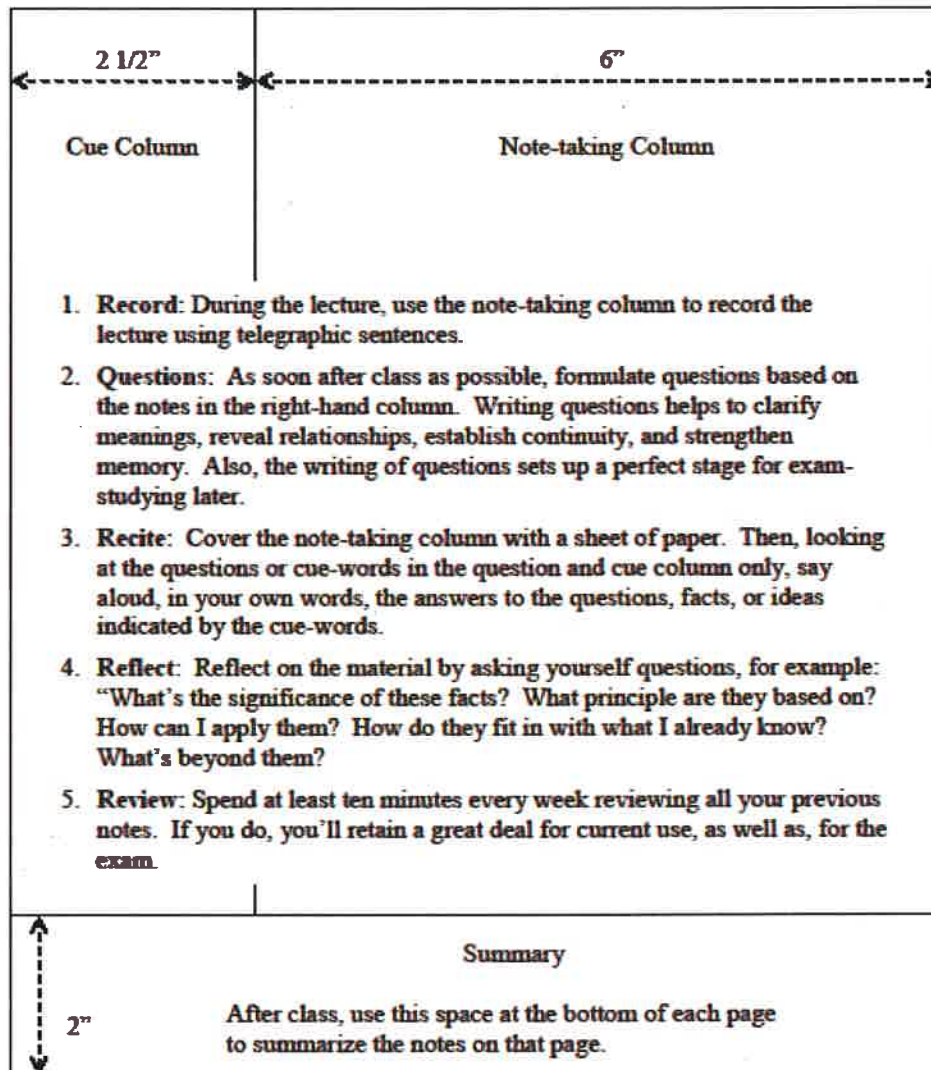 2 1/2” 6”
Cue Column Note-taking Column
1. Record: During the lecture, use the note-taking column to record the
lecture using telegraphic sentences.
2. Questions: As soon after class as possible, formulate questions based on
the notes in the right-hand column. Writing questions helps to clarify
meanings, reveal relationships, establish continuity, and strengthen
memory. Also, the writing of questions sets up a perfect stage for exam-
studying later.
3. Recite: Cover the note-taking column with a sheet of paper. Then, looking
at the questions or cue-words in the question and cue column only, say
aloud, in your own words, the answers to the questions, facts, or ideas
indicated by the cue-words.
4. Reflect: Reflect on the material by asking yourself questions, for example:
“What’s the significance of these facts? What principle are they based on?
How can I apply them? How do they fit in with what I already know?
What’s beyond them?
5. Review: Spend at least ten minutes every week reviewing all your previous
notes. If you do, you’ll retain a great deal for current use, as well as, for the
exam.
Summary
2” After class, use this space at the bottom of each page
to summarize the notes on that page.